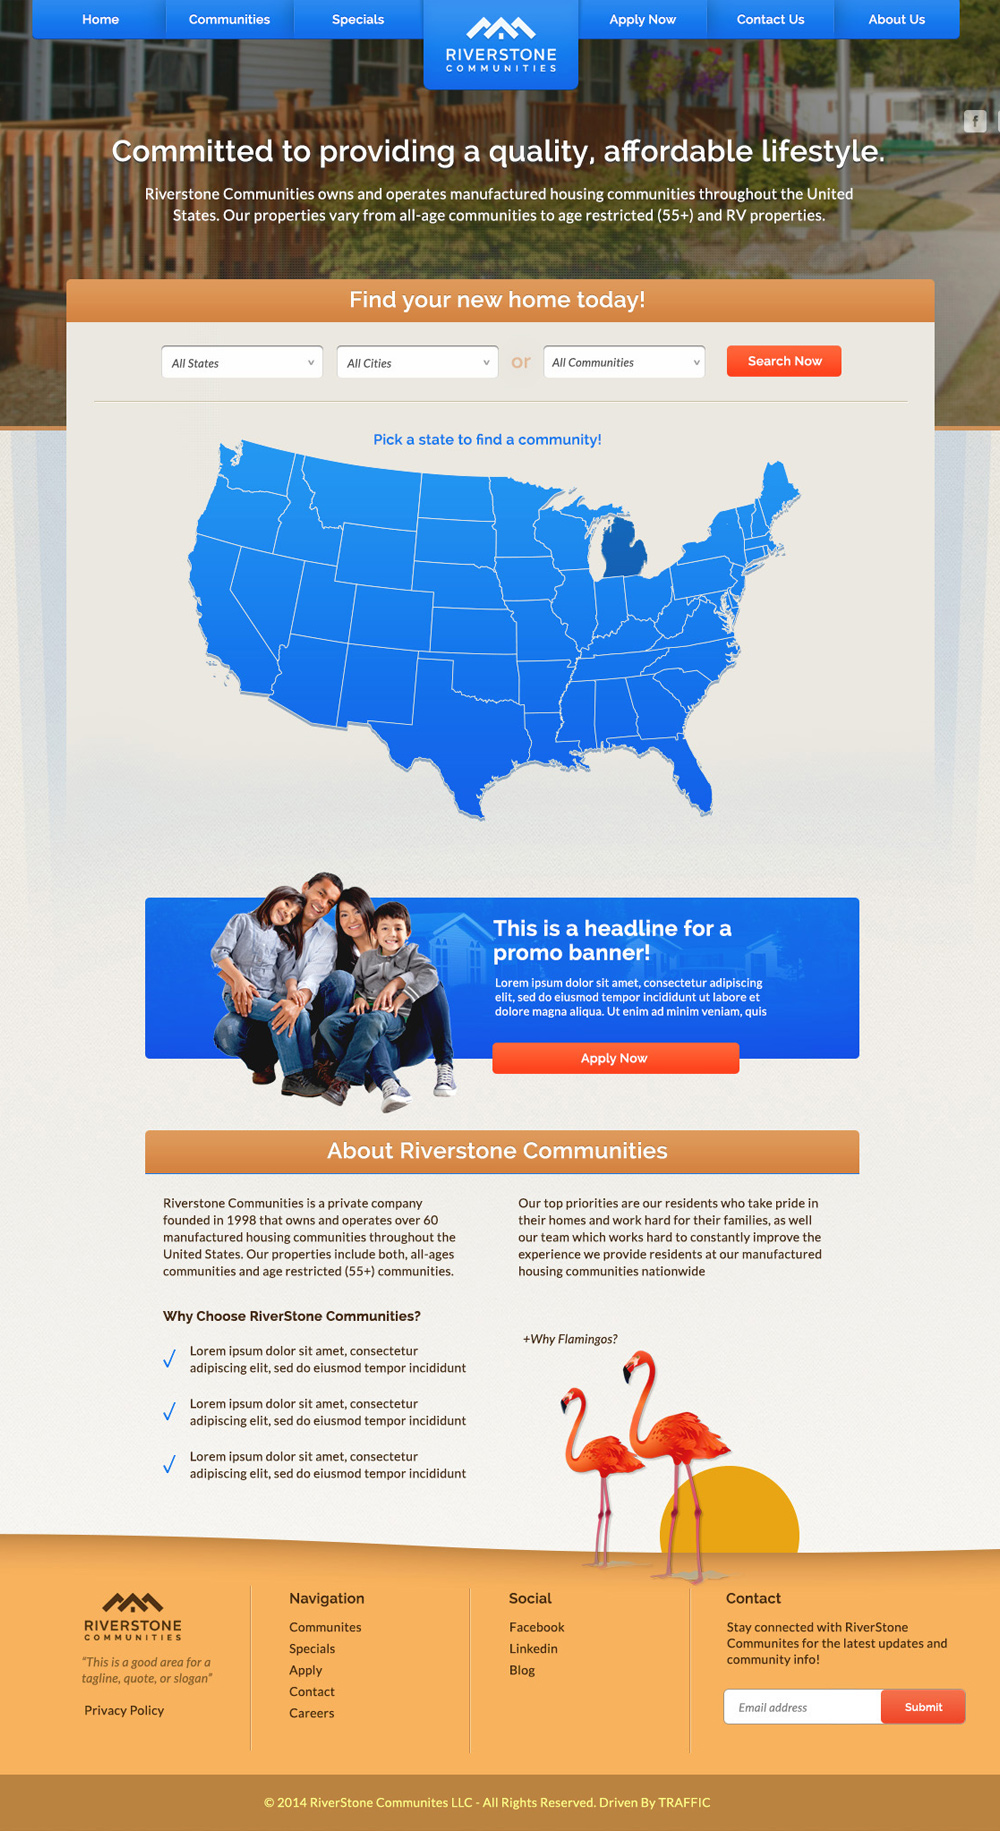 Home
Communities
Specials
RIVERSTONE
COMMUNITIES
Apply Now
Contact Us
About Us
f
Committed to providing a quality, affordable lifestyle.
Riverstone Communities owns and operates manufactured housing communities throughout the United
States. Our properties vary from all-age communities to age restricted (55+) and RV properties.
Find your new home today!
All States
All Cities
or
All Communities
Search Now
Pick a state to find a community!
This is a headline for a
promo banner!
Lorem ipsum dolor sit amet, consectetur adipiscing
elit, sed do eiusmod tempor incididunt ut labore et
dolore magna aliqua. Ut enim ad minim veniam, quis
Apply Now
About Riverstone Communities
Riverstone Communities is a private company
founded in 1998 that owns and operates over 60
manufactured housing communities throughout the
United States. Our properties include both, all-ages
communities and age restricted (55+) communities.
Our top priorities are our residents who take pride in
their homes and work hard for their families, as well
our team which works hard to constantly improve the
experience we provide residents at our manufactured
housing communities nationwide
Why Choose RiverStone Communities?
Lorem ipsum dolor sit amet, consectetur
adipiscing elit, sed do eiusmod tempor incididunt
Lorem ipsum dolor sit amet, consectetur
adipiscing elit, sed do eiusmod tempor incididunt
Lorem ipsum dolor sit amet, consectetur
adipiscing elit, sed do eiusmod tempor incididunt
+Why Flamingos?
RIVERSTONE
COMMUNITIES
"This is a good area for a
tagline, quote, or slogan"
Privacy Policy
Navigation
Communites
Specials
Apply
Contact
Careers
Social
Facebook
Linkedin
Blog
Contact
Stay connected with RiverStone
Communites for the latest updates and
community info!
Email address
Submit
© 2014 RiverStone Communites LLC - All Rights Reserved. Driven By TRAFFIC